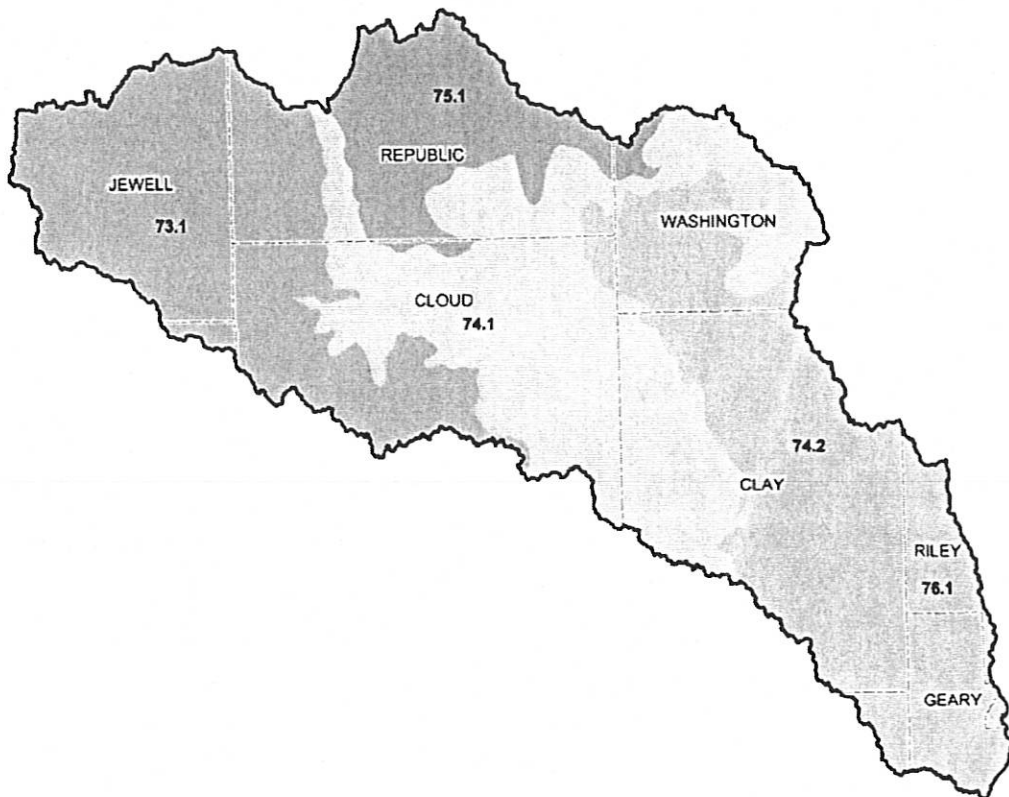 75.1
REPUBLIC
JEWELL
73.1
WASHINGTON
CLOUD
74.1
74.2
CLAY
RILEY
76.1
GEARY